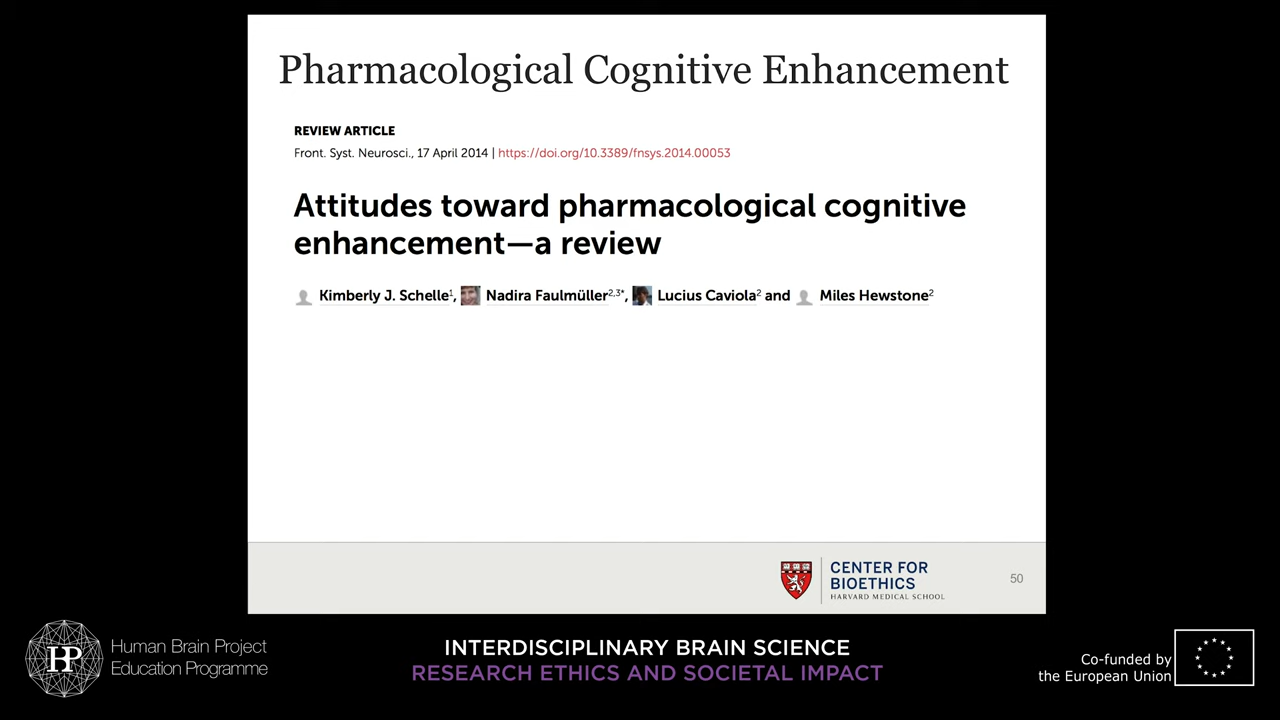 Pharmacological Cognitive Enhancement
REVIEW ARTICLE
Front. Syst. Neurosci., 17 April 2014 | https://doi.org/10.3389/fnsys.2014.00053
Attitudes toward pharmacological cognitive
enhancement—a review
Kimberly J. Schelle1, Nadira Faulmüller2,3*, Lucius Caviola2 and Miles Hewstone2
CENTER FOR
BIOETHICS
HARVARD MEDICAL SCHOOL
50
HP
Human Brain Project
Education Programme
INTERDISCIPLINARY BRAIN SCIENCE
RESEARCH ETHICS AND SOCIETAL IMPACT
Co-funded by
the European Union